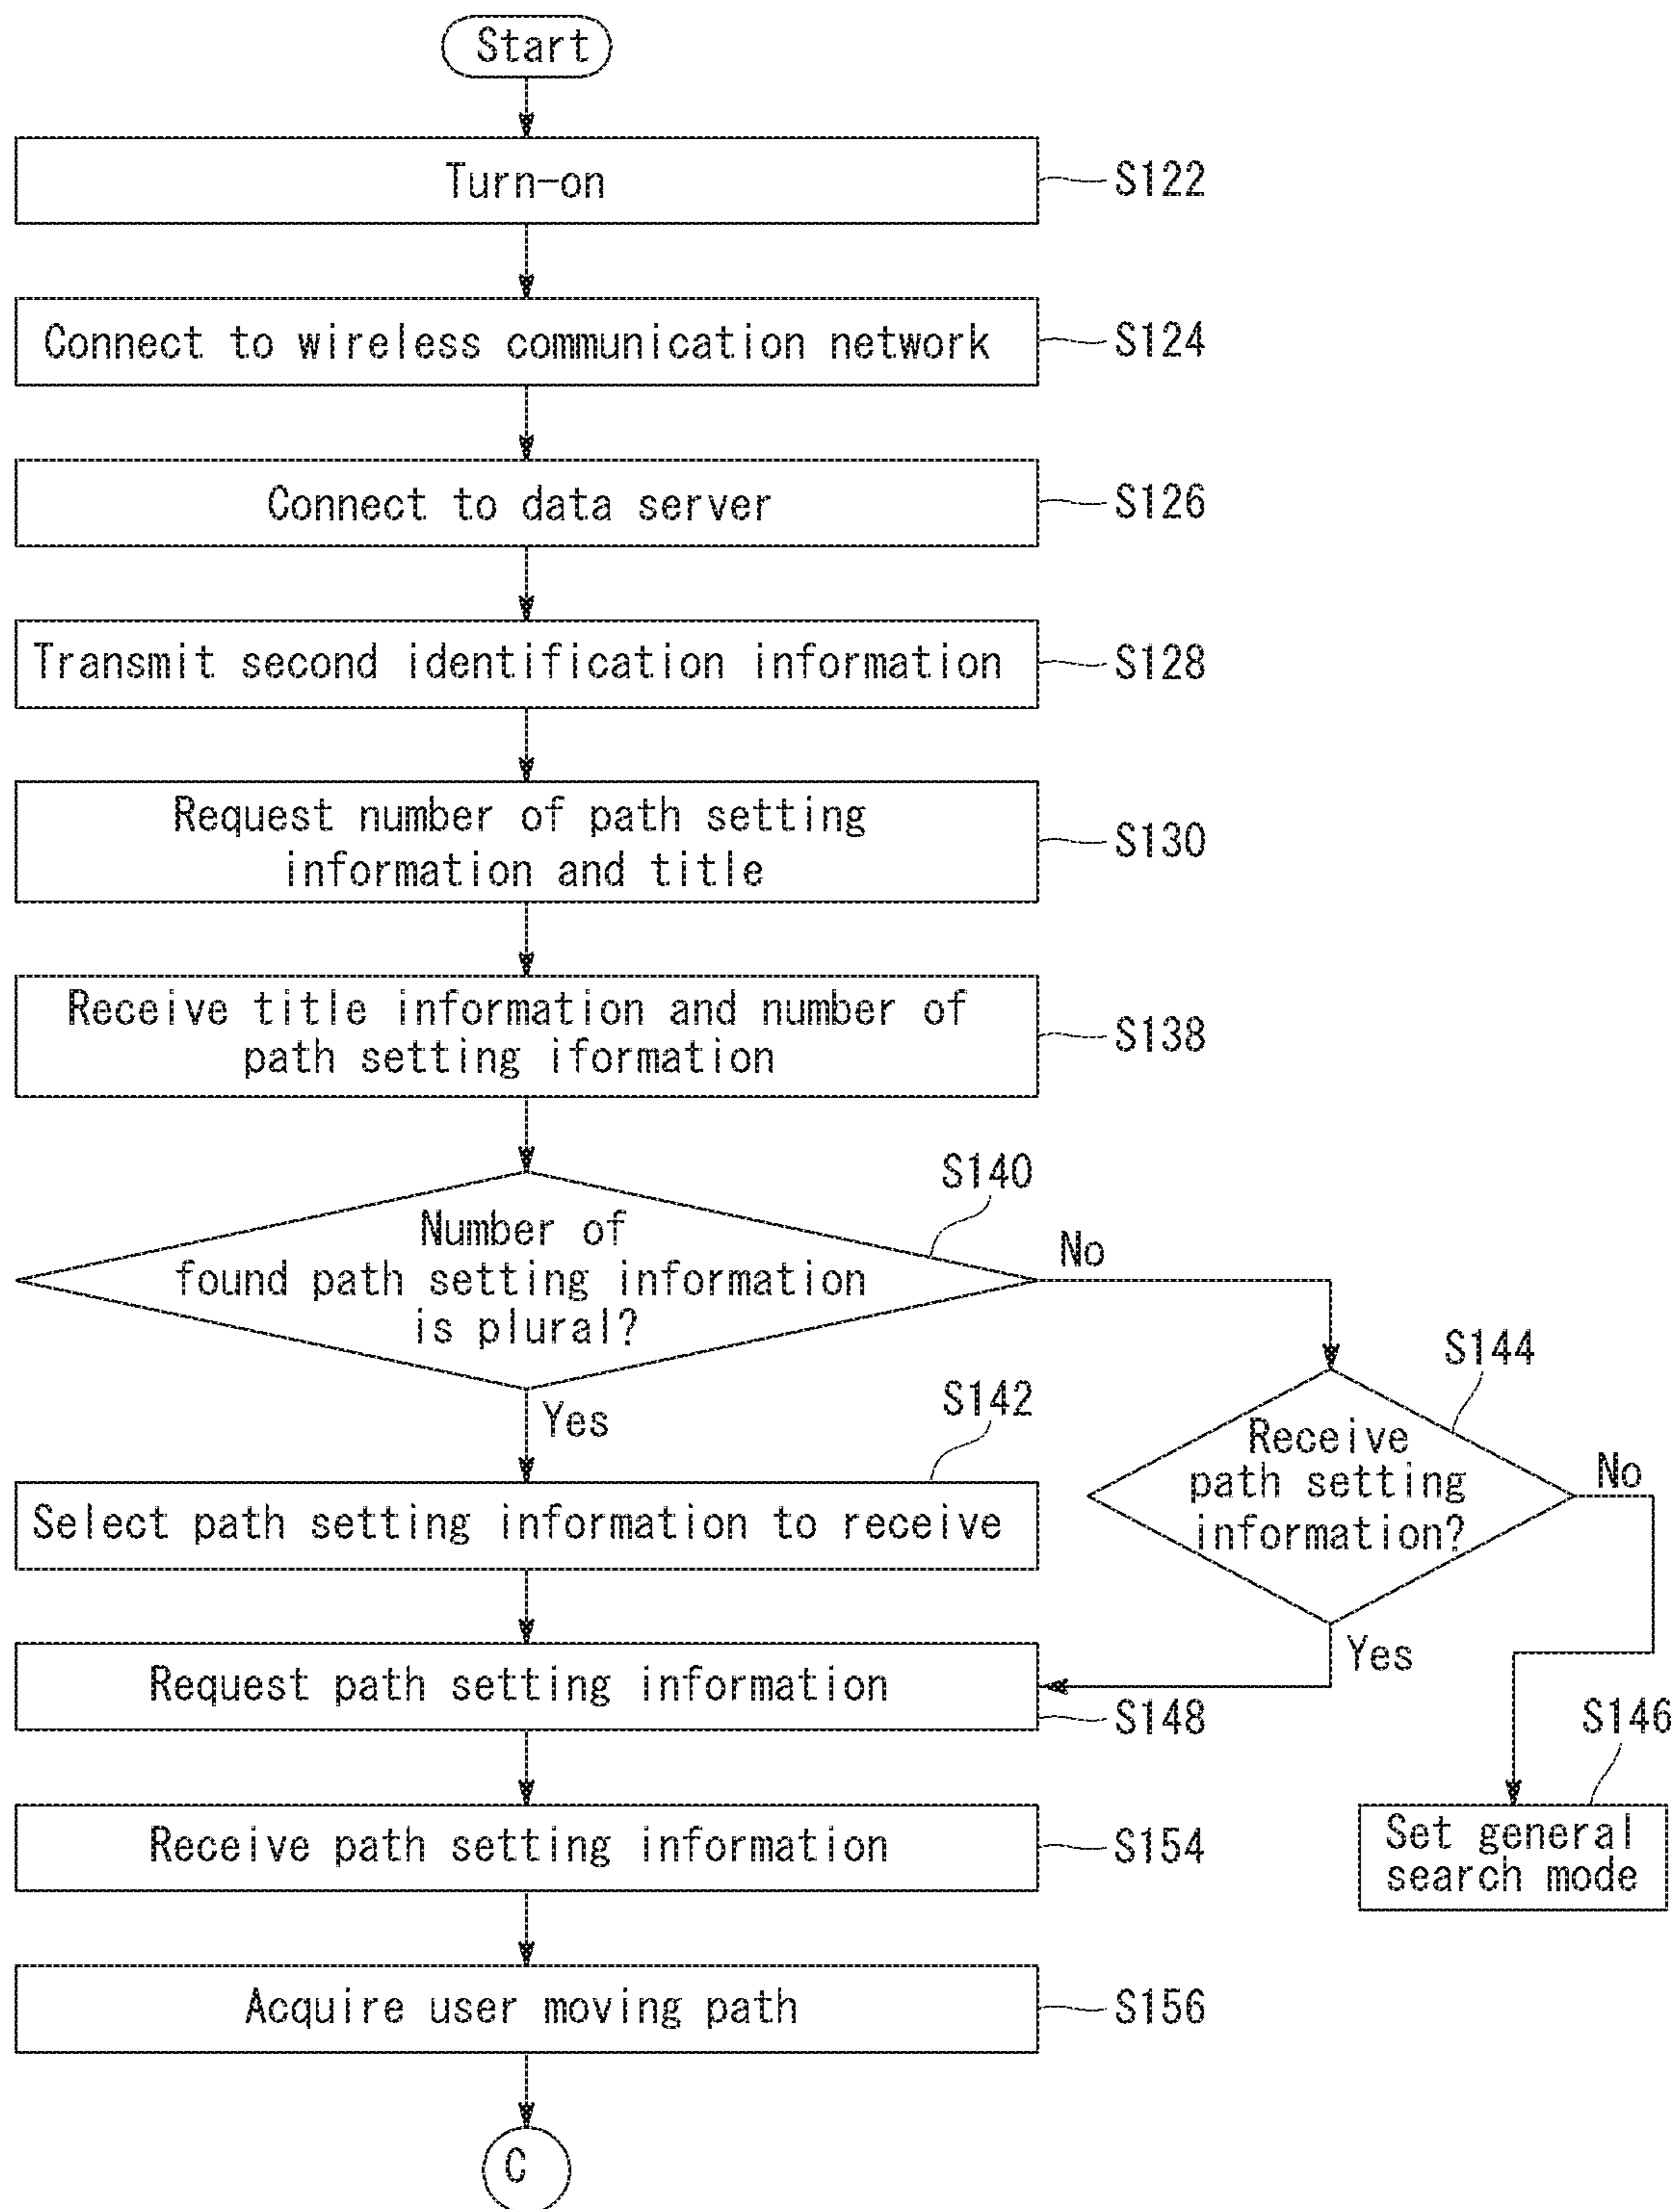 Start
Turn-on
S122
Connect to wireless communication network
S124
Connect to data server
S126
Transmit second identification information
S128
Request number of path setting
information and title
S130
Receive title information and number of
path setting iformation
S138
S140
Number of
found path setting information
is plural?
No
Yes
S142
Select path setting information to receive
S144
Receive
path setting
information?
No
Yes
Request path setting information
S148
S146
Set general
search mode
Receive path setting information
S154
Acquire user moving path
S156
C